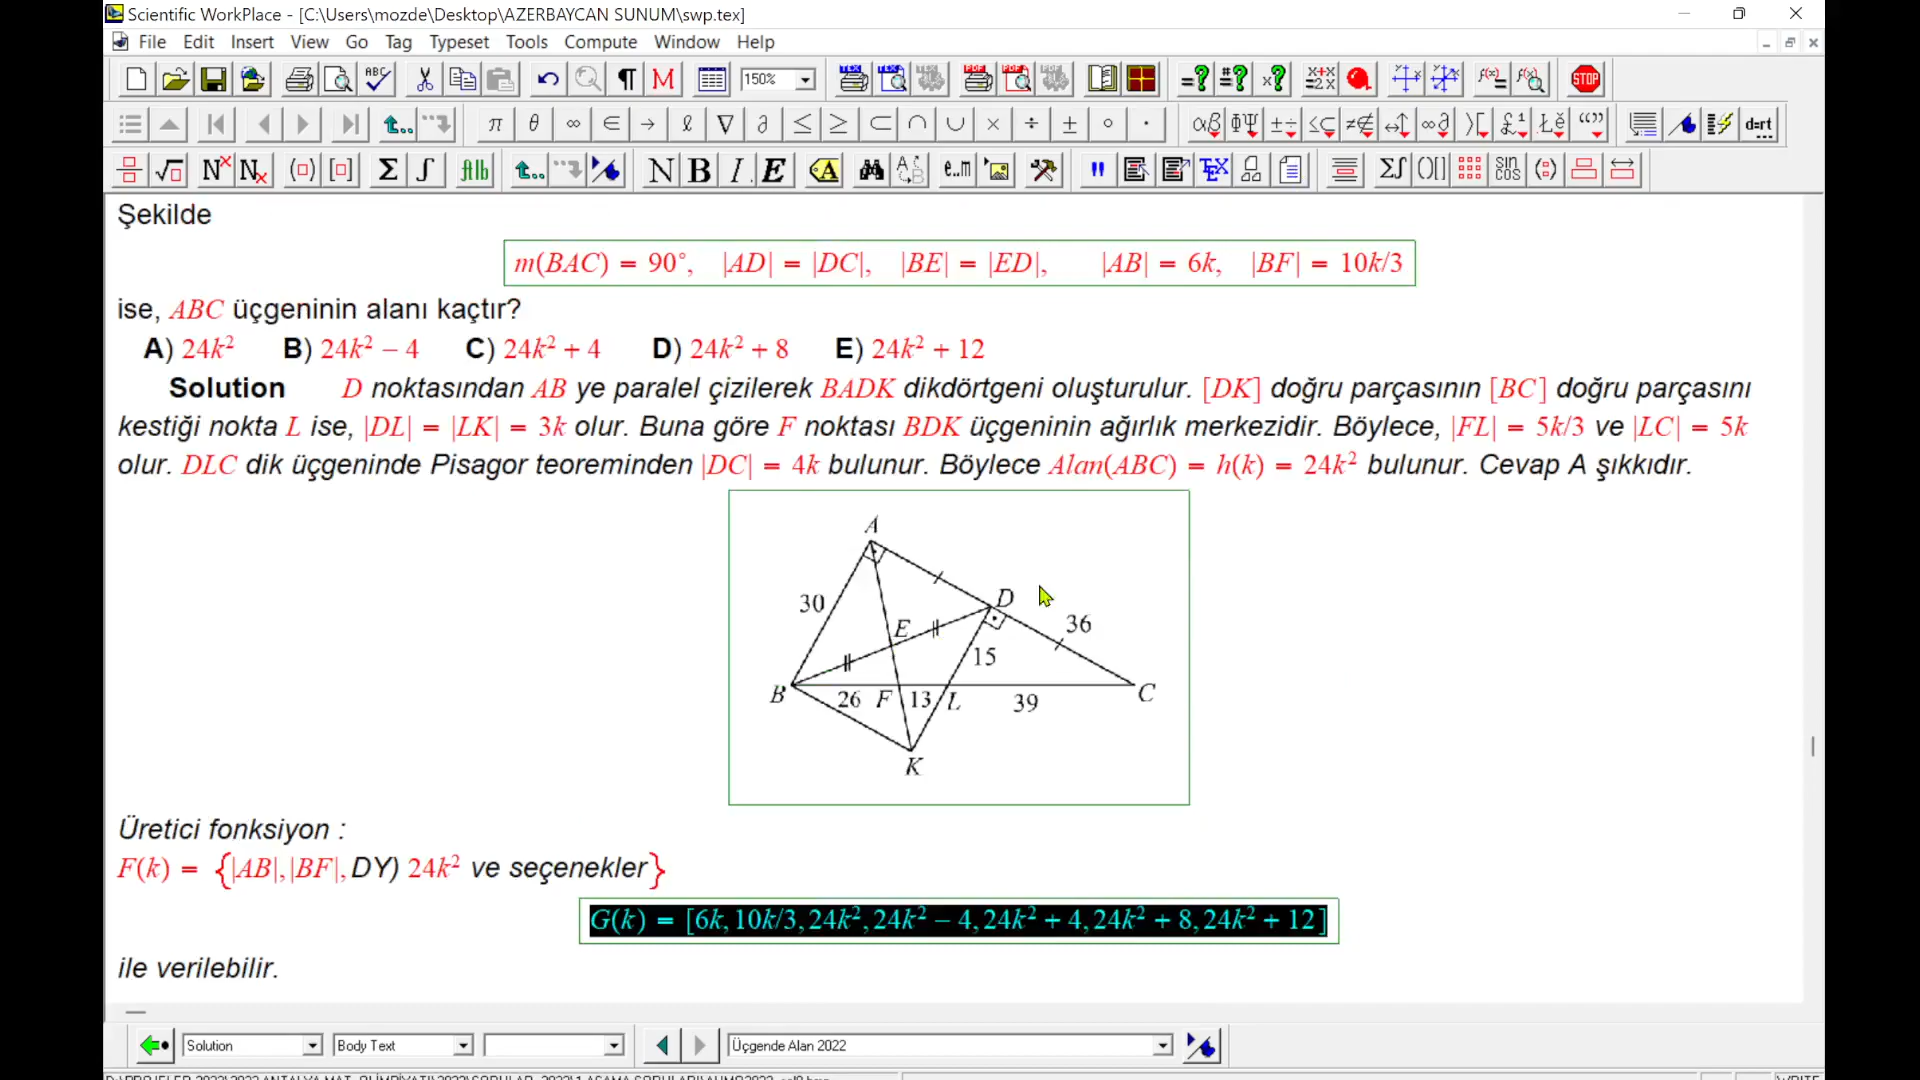 Scientific WorkPlace - [C:\Users\mozde\Desktop\AZERBAYCAN SUNUM\swp.tex]
File Edit Insert View Go Tag Typeset Tools Compute Window Help
150%
Şekilde
m(BAC) = 90°, |AD| = |DC|, |BE| = |ED|, |AB| = 6k, |BF| = 10k/3
ise, ABC üçgeninin alanı kaçtır?
A) 24k² B) 24k² − 4 C) 24k² + 4 D) 24k² + 8 E) 24k² + 12
Solution D noktasından AB ye paralel çizilerek BADK dikdörtgeni oluşturulur. [DK] doğru parçasının [BC] doğru parçasını
kestiği nokta L ise, |DL| = |LK| = 3k olur. Buna göre F noktası BDK üçgeninin ağırlık merkezidir. Böylece, |FL| = 5k/3 ve |LC| = 5k
olur. DLC dik üçgeninde Pisagor teoreminden |DC| = 4k bulunur. Böylece Alan(ABC) = h(k) = 24k² bulunur. Cevap A şıkkıdır.
A
30
D
36
E
15
B
26 F 13 L 39
C
K
Üretici fonksiyon :
F(k) = {|AB|, |BF|, DY) 24k² ve seçenekler}
G(k) = [6k, 10k/3, 24k², 24k² − 4, 24k² + 4, 24k² + 8, 24k² + 12]
ile verilebilir.
Solution Body Text Üçgende Alan 2022